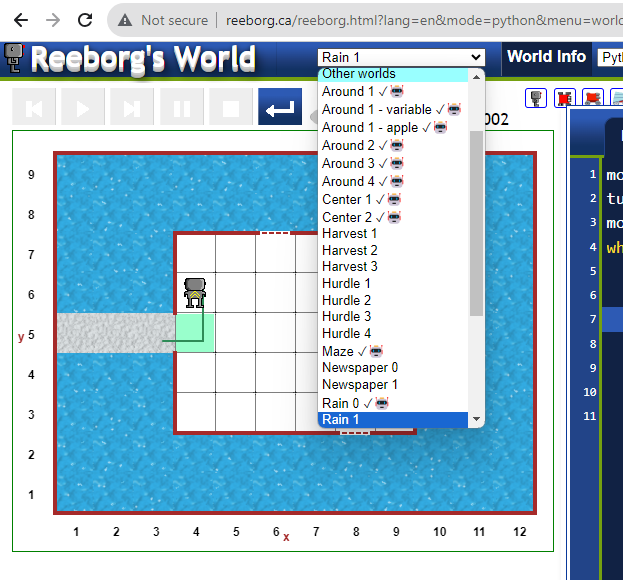 Not secure reeborg.ca/reeborg.html?lang=en&mode=python&menu=world
Reeborg's World
Rain 1
World Info
Pyt
002
Other worlds
Around 1 ✓
Around 1 - variable ✓
Around 1 - apple ✓
Around 2 ✓
Around 3 ✓
Around 4 ✓
Center 1 ✓
Center 2 ✓
Harvest 1
Harvest 2
Harvest 3
Hurdle 1
Hurdle 2
Hurdle 3
Hurdle 4
Maze ✓
Newspaper 0
Newspaper 1
Rain 0 ✓
Rain 1
9
8
7
6
y 5
4
3
2
1
1 2 3 4 5 6 x 7 8 9 10 11 12
1 mo
2 tu
3 mo
4 wh
5
6
7
8
9
10
11